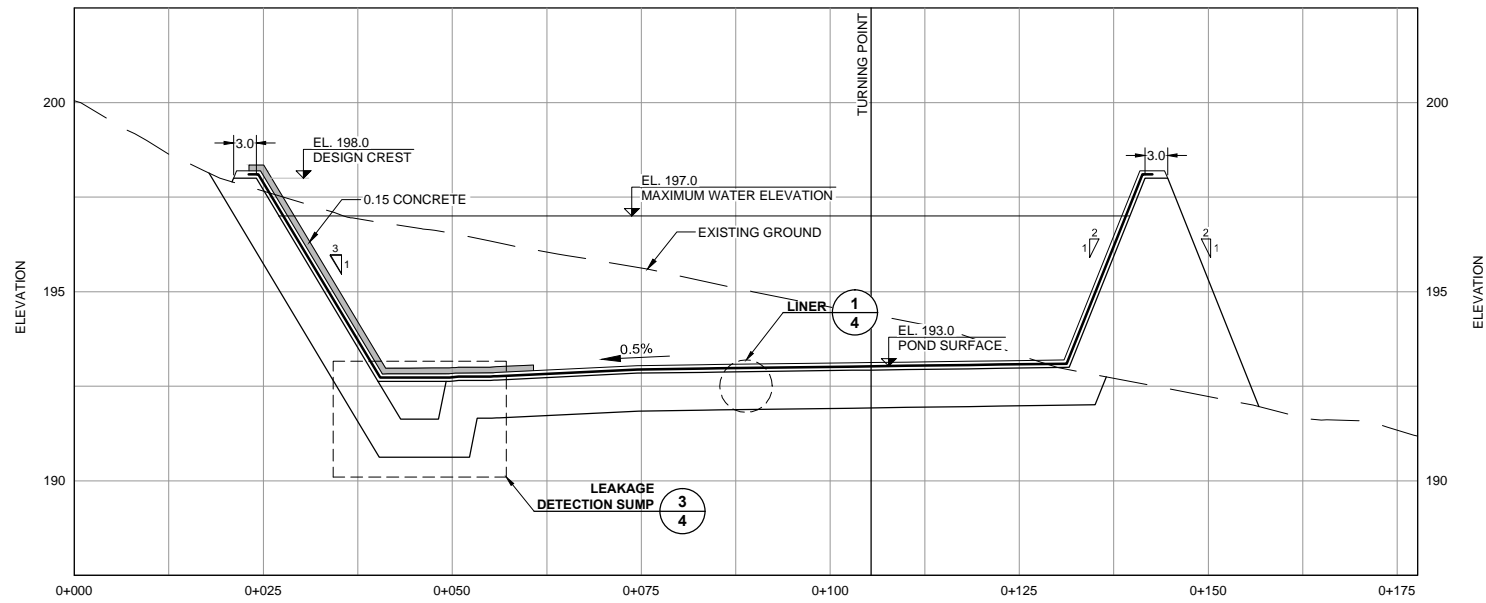 TURNING POINT
200
200
3.0
EL. 198.0
DESIGN CREST
3.0
EL. 197.0
MAXIMUM WATER ELEVATION
0.15 CONCRETE
EXISTING GROUND
3
1
2
1
2
1
ELEVATION
ELEVATION
195
195
LINER
1
4
EL. 193.0
POND SURFACE
0.5%
190
190
LEAKAGE
DETECTION SUMP
3
4
0+000
0+025
0+050
0+075
0+100
0+125
0+150
0+175